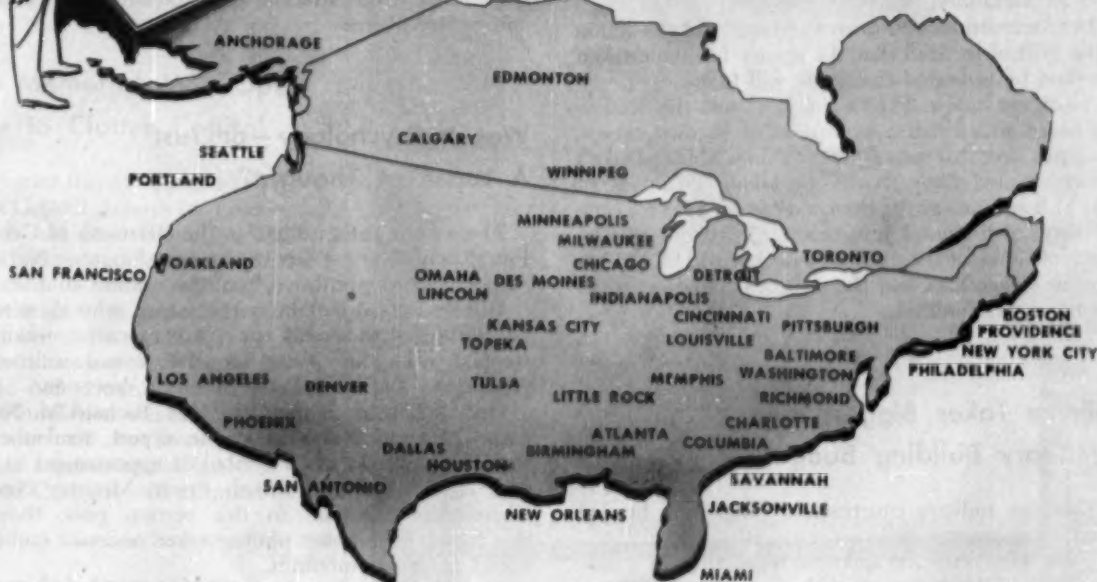 ANCHORAGE
EDMONTON
CALGARY
SEATTLE
PORTLAND
WINNIPEG
MINNEAPOLIS
MILWAUKEE
CHICAGO
DETROIT
TORONTO
SAN FRANCISCO
OAKLAND
OMAHA
LINCOLN
DES MOINES
INDIANAPOLIS
CINCINNATI
LOUISVILLE
PITTSBURGH
BOSTON
PROVIDENCE
NEW YORK CITY
PHILADELPHIA
KANSAS CITY
TOPEKA
BALTIMORE
WASHINGTON
RICHMOND
LOS ANGELES
DENVER
TULSA
MEMPHIS
LITTLE ROCK
CHARLOTTE
COLUMBIA
PHOENIX
ATLANTA
BIRMINGHAM
DALLAS
HOUSTON
SAN ANTONIO
SAVANNAH
JACKSONVILLE
NEW ORLEANS
MIAMI